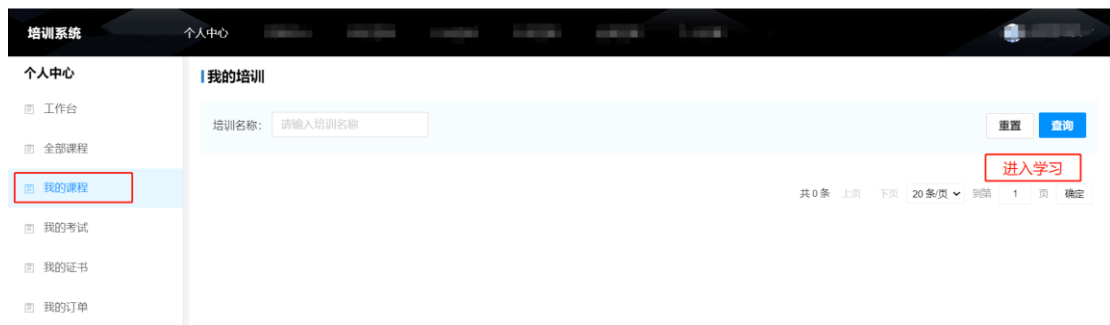 培训系统 个人中心
个人中心
工作台
全部课程
我的课程
我的考试
我的证书
我的订单
我的培训
培训名称： 请输入培训名称 重置 查询
进入学习
共 0 条 上页 下页 20 条/页 到第 1 页 确定